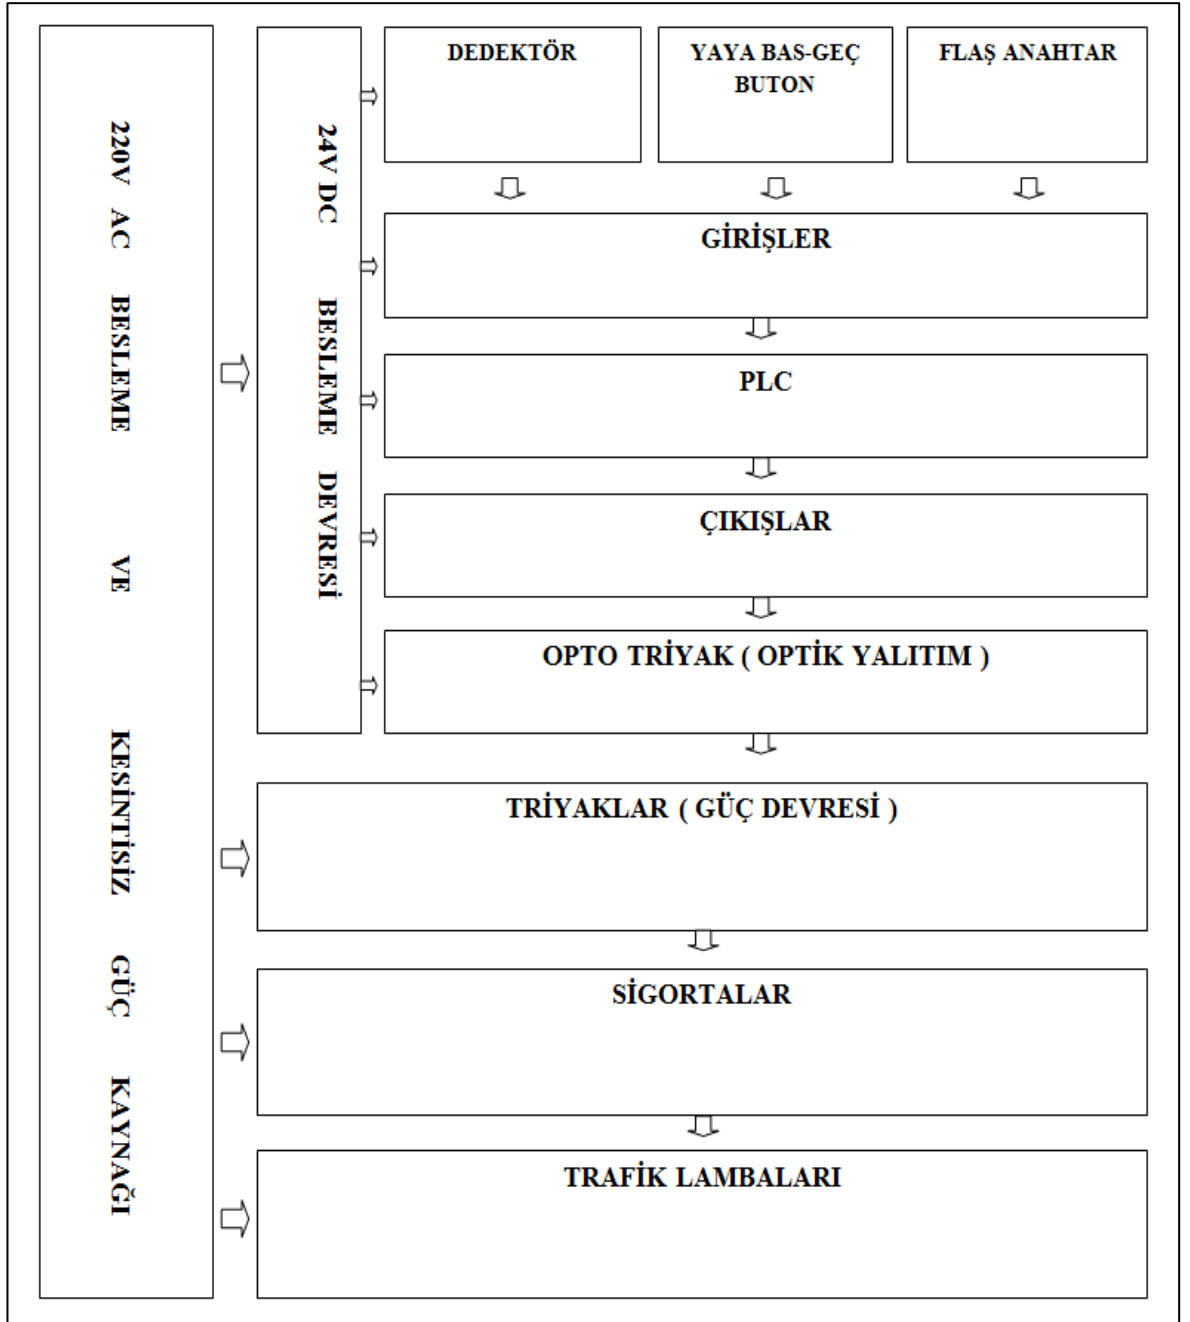 220V AC BESLEME VE KESİNTİSİZ GÜÇ KAYNAĞI
24V DC BESLEME DEVRESİ
DEDEKTÖR
YAYA BAS-GEÇ
BUTON
FLAŞ ANAHTAR
GİRİŞLER
PLC
ÇIKIŞLAR
OPTO TRİYAK ( OPTİK YALITIM )
TRİYAKLAR ( GÜÇ DEVRESİ )
SİGORTALAR
TRAFİK LAMBALARI